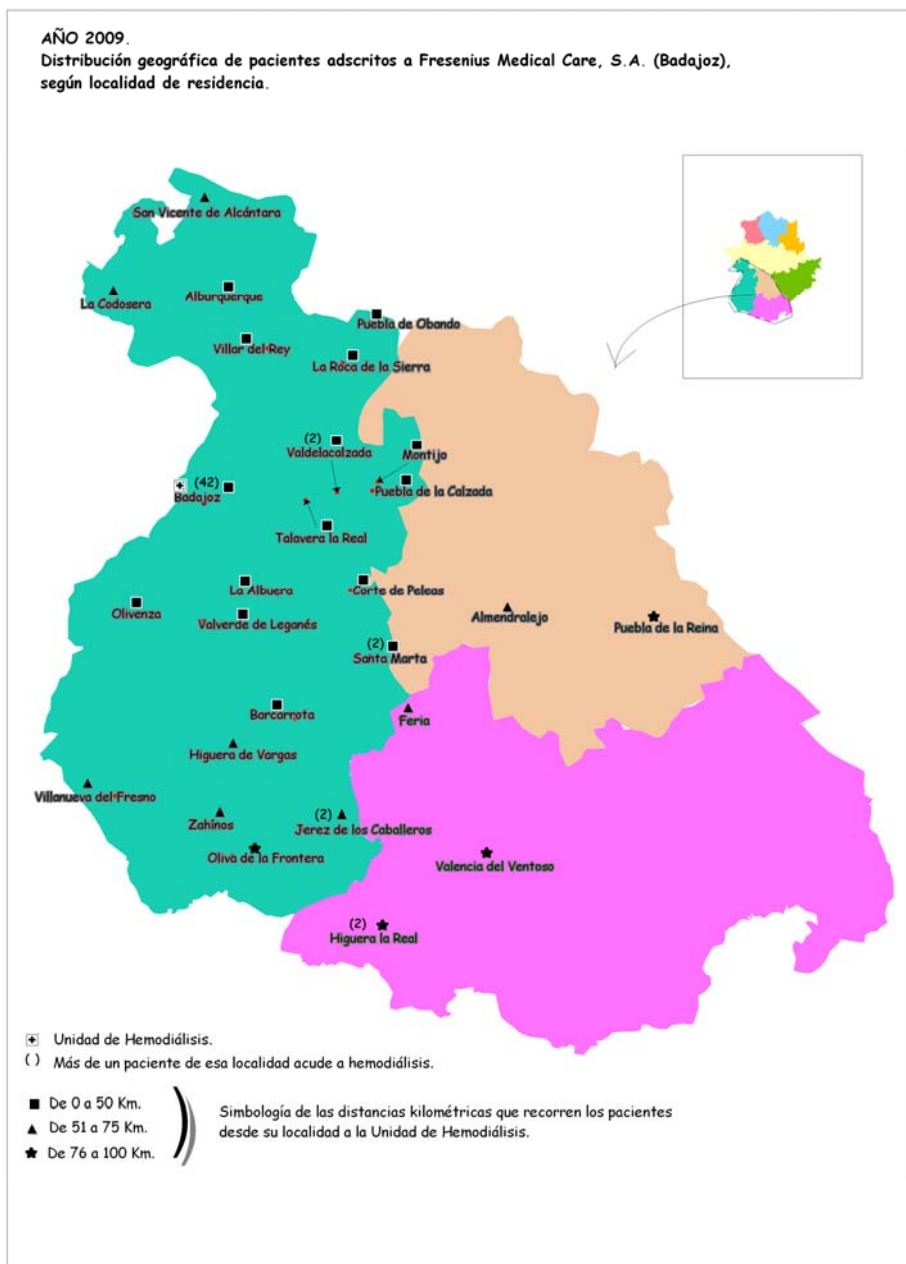 AÑO 2009.
Distribución geográfica de pacientes adscritos a Fresenius Medical Care, S.A. (Badajoz),
según localidad de residencia.
San Vicente de Alcántara
La Codosera
Alburquerque
Puebla de Obando
Villar del Rey
La Roca de la Sierra
(2)
Valdelacalzada
Montijo
(42)
Badajoz
Puebla de la Calzada
Talavera la Real
La Albuera
Corte de Peleas
Olivenza
Valverde de Leganés
Almendralejo
Puebla de la Reina
(2)
Santa Marta
Barcarrota
Feria
Higuera de Vargas
Villanueva del Fresno
Zahínos
(2)
Jerez de los Caballeros
Oliva de la Frontera
Valencia del Ventoso
(2)
Higuera la Real
Unidad de Hemodiálisis.
( ) Más de un paciente de esa localidad acude a hemodiálisis.
De 0 a 50 Km.
De 51 a 75 Km.
De 76 a 100 Km.
Simbología de las distancias kilométricas que recorren los pacientes
desde su localidad a la Unidad de Hemodiálisis.